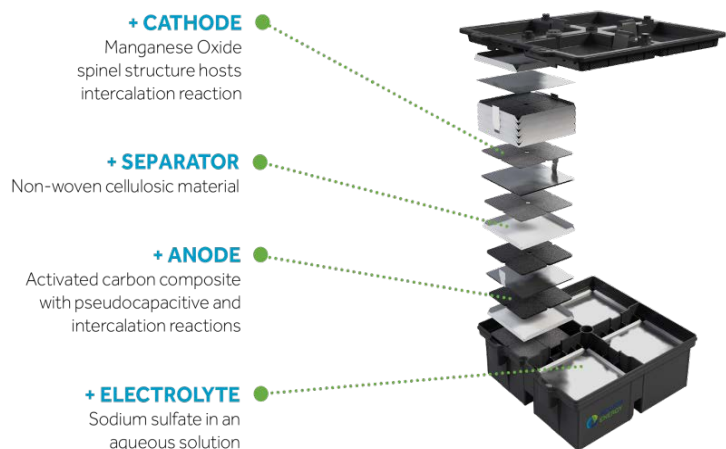 + CATHODE
Manganese Oxide
spinel structure hosts
intercalation reaction
+ SEPARATOR
Non-woven cellulosic material
+ ANODE
Activated carbon composite
with pseudocapacitive and
intercalation reactions
+ ELECTROLYTE
Sodium sulfate in an
aqueous solution
ENERGY